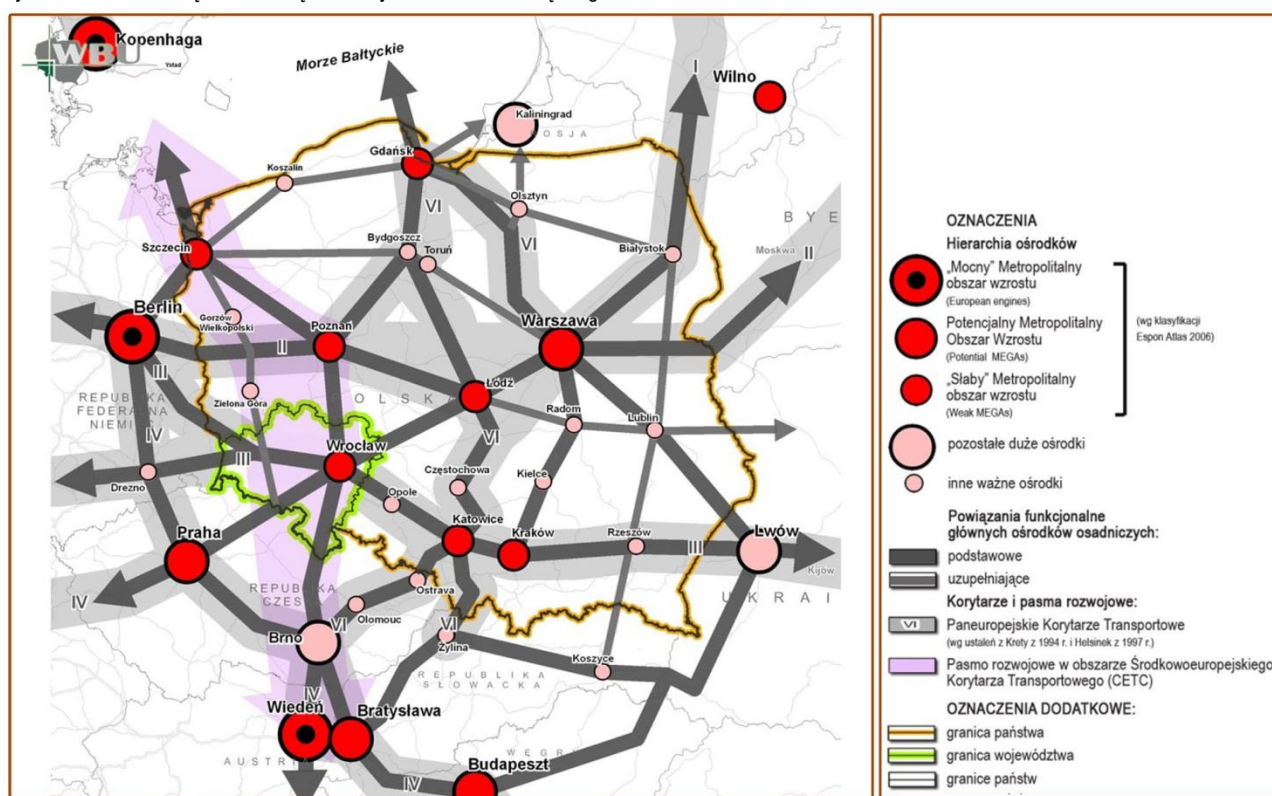 Kopenhaga
WBU
Ystad
Morze Bałtyckie
I
Wilno
Kaliningrad
Gdańsk
Koszalin
VI
Olsztyn
VI
BYE
Szczecin
Bydgoszcz
Toruń
Białystok
Moskwa
II
Berlin
Gorzów
Wielkopolski
Poznań
Warszawa
II
III
REPUBLIKA
FEDERALNA
NIEMIEC
IV
Zielona Góra
POLSKA
Łódź
Radom
Lublin
VI
Wrocław
III
Drezno
Opole
Częstochowa
Kielce
Praha
Katowice
Kraków
Rzeszów
III
Lwów
Kijów
IV
REPUBLIKA
CZESKA
Ostrava
Ołomuc
UKRAI
Brno
VI
VI
Żylina
Koszyce
REPUBLIKA
SŁOWACKA
IV
Wiedeń
Bratysława
AUSTRIA
WĘGRY
IV
Budapeszt
OZNACZENIA
Hierarchia ośrodków
„Mocny” Metropolitalny
obszar wzrostu
(European engines)
Potencjalny Metropolitalny
Obszar Wzrostu
(Potential MEGAs)
(wg klasyfikacji
Espon Atlas 2006)
„Słaby” Metropolitalny
obszar wzrostu
(Weak MEGAs)
pozostałe duże ośrodki
inne ważne ośrodki
Powiązania funkcjonalne
głównych ośrodków osadniczych:
podstawowe
uzupełniające
Korytarze i pasma rozwojowe:
VI
Paneuropejskie Korytarze Transportowe
(wg ustaleń z Krety z 1994 r. i Helsinek z 1997 r.)
Pasmo rozwojowe w obszarze Środkowoeuropejskiego
Korytarza Transportowego (CETC)
OZNACZENIA DODATKOWE:
granica państwa
granica województwa
granice państw